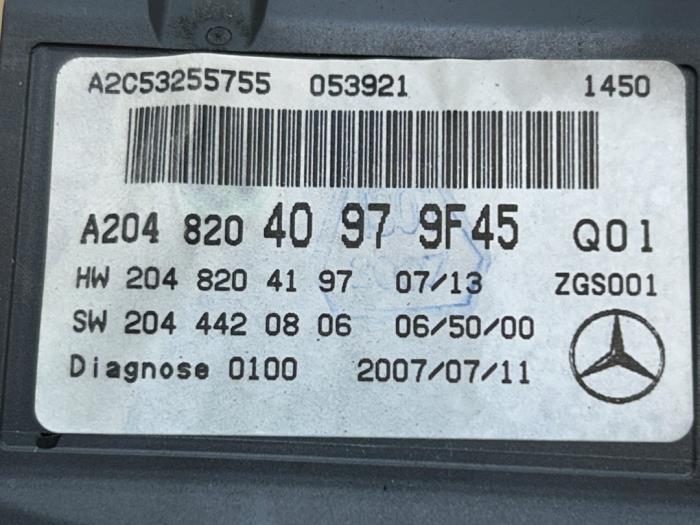 A2C53255755 053921 1450
A204 820 40 97 9F45 Q01
HW 204 820 41 97 07/13 ZGS001
SW 204 442 08 06 06/50/00
Diagnose 0100 2007/07/11